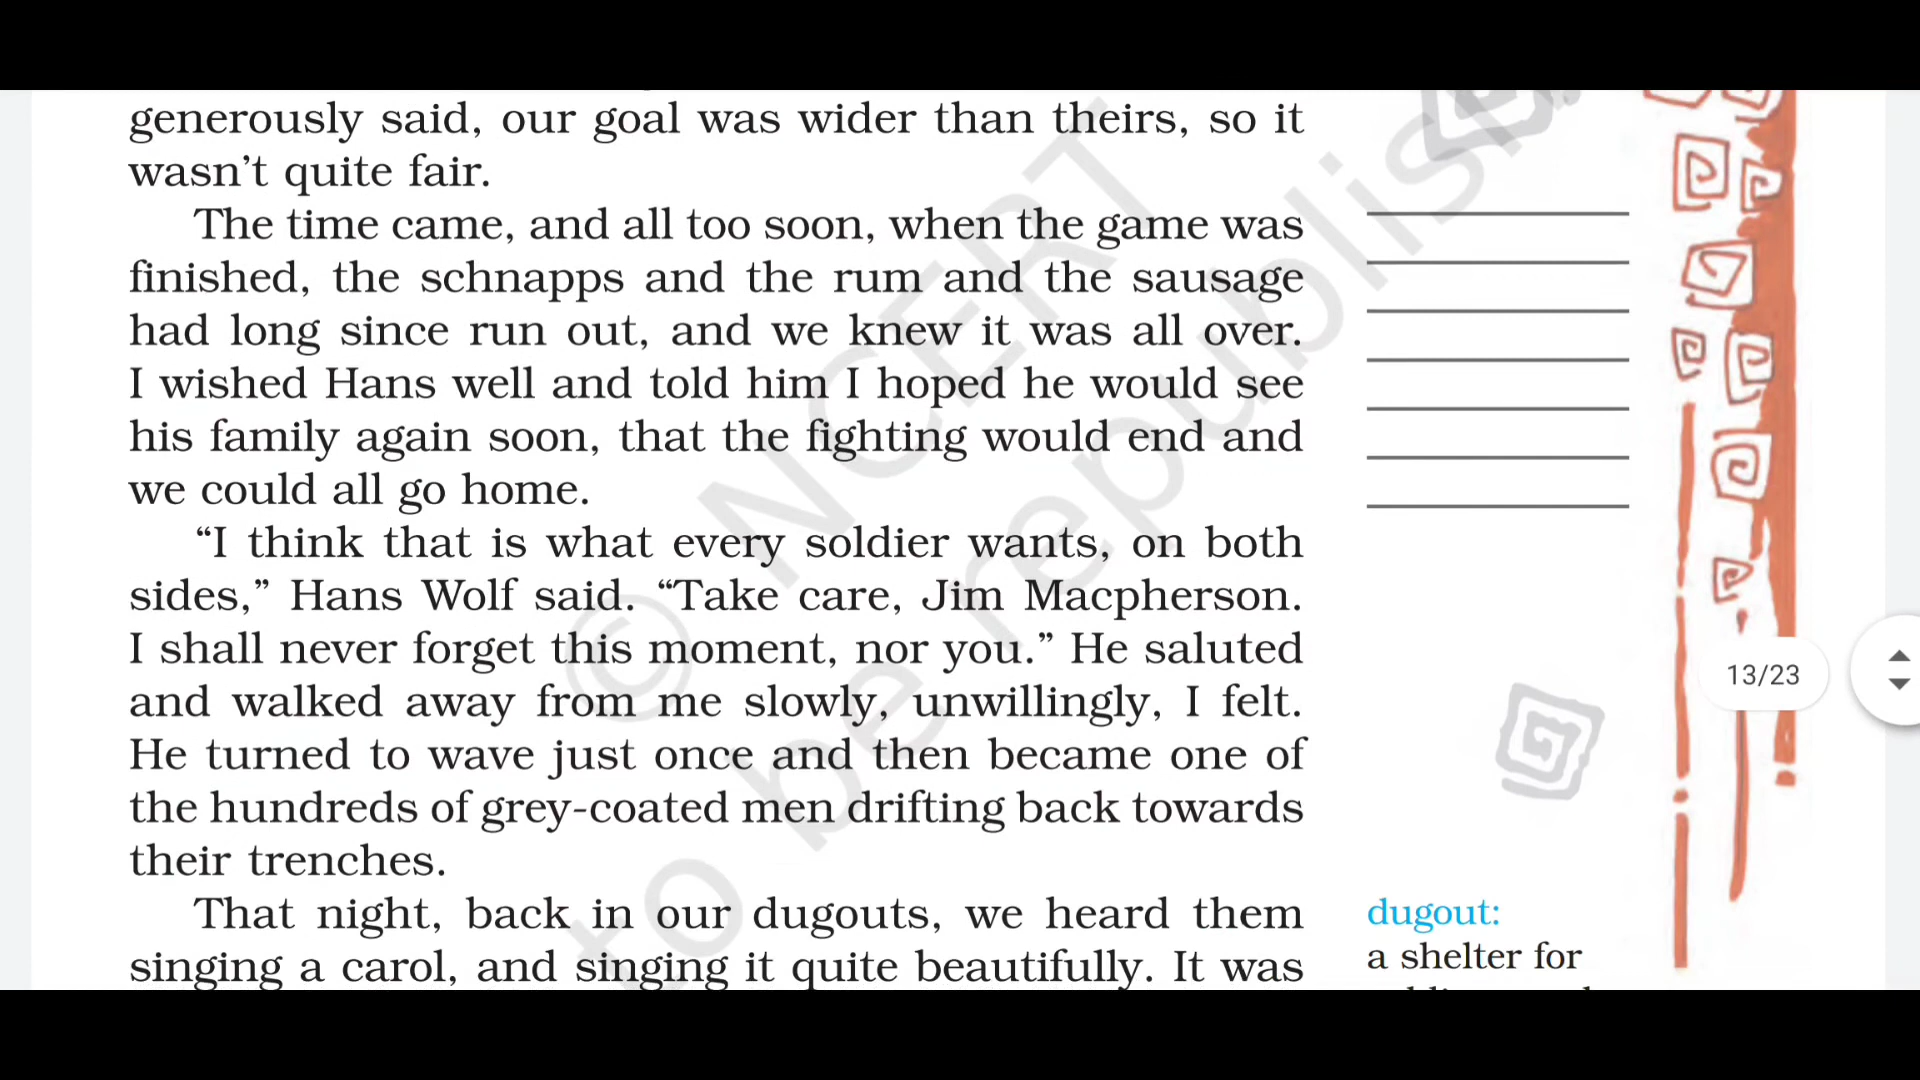 generously said, our goal was wider than theirs, so it
wasn’t quite fair.
The time came, and all too soon, when the game was
finished, the schnapps and the rum and the sausage
had long since run out, and we knew it was all over.
I wished Hans well and told him I hoped he would see
his family again soon, that the fighting would end and
we could all go home.
“I think that is what every soldier wants, on both
sides,” Hans Wolf said. “Take care, Jim Macpherson.
I shall never forget this moment, nor you.” He saluted
and walked away from me slowly, unwillingly, I felt.
He turned to wave just once and then became one of
the hundreds of grey-coated men drifting back towards
their trenches.
That night, back in our dugouts, we heard them
singing a carol, and singing it quite beautifully. It was
dugout:
a shelter for
13/23
© NCERT
to be republish